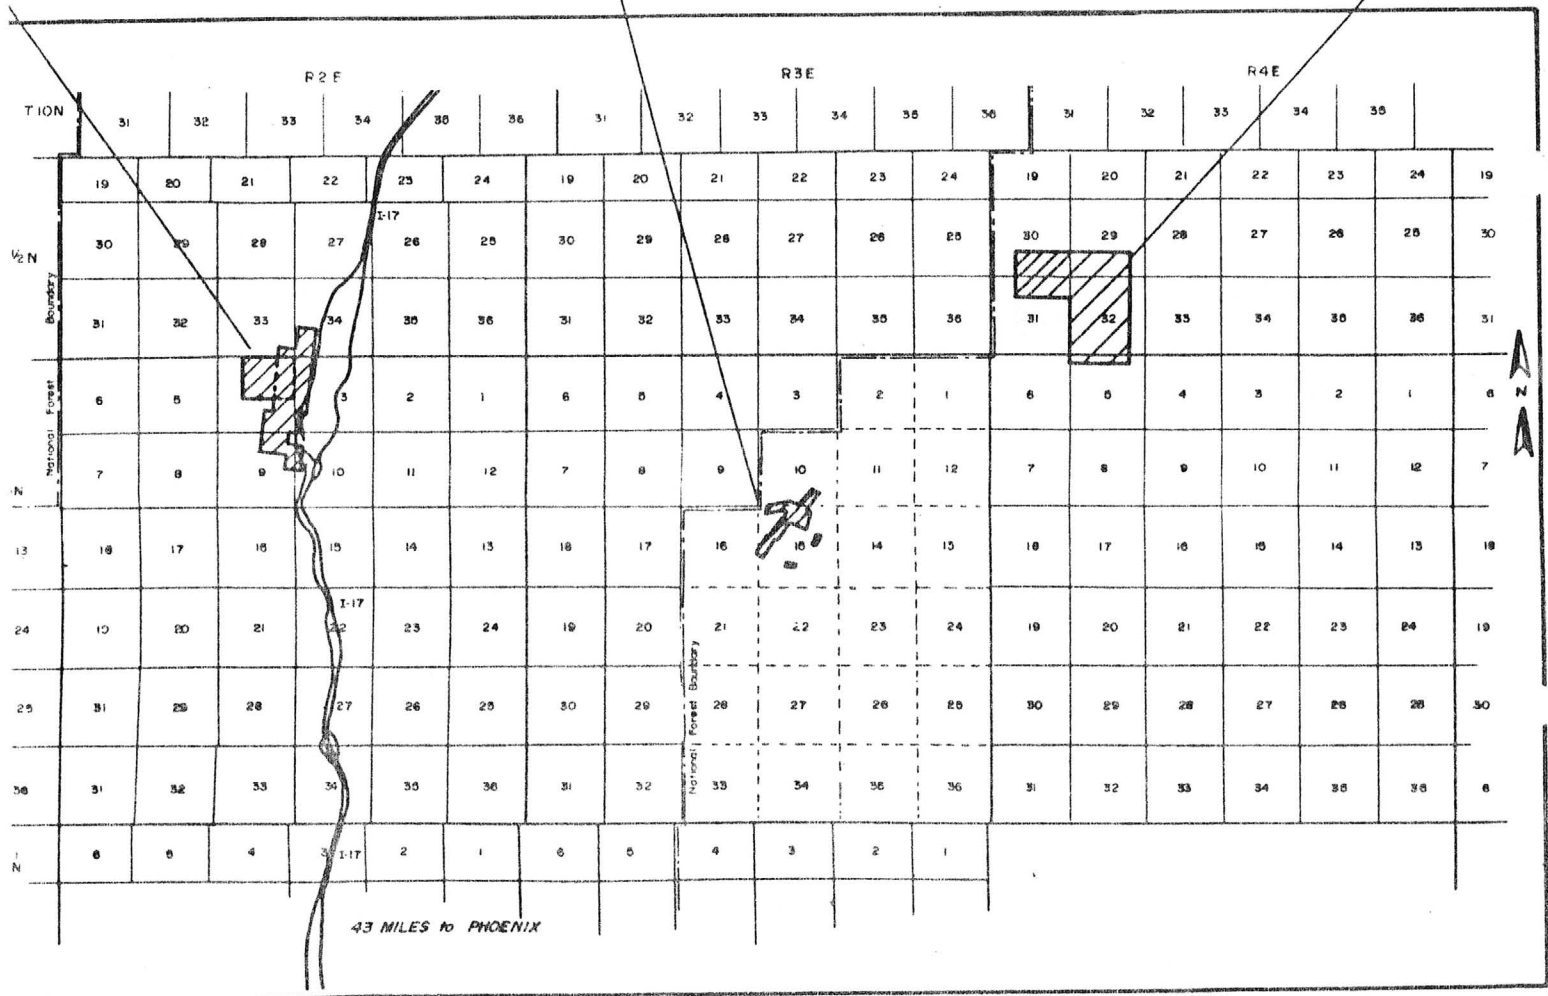 R2E R3E R4E
T10N 31 32 33 34 35 36 31 32 33 34 35 36 31 32 33 34 35
19 20 21 22 23 24 19 20 21 22 23 24 19 20 21 22 23 24 19
I-17
30 29 28 27 26 25 30 29 26 27 26 25 30 29 28 27 26 25 30
½N
National Forest Boundary
31 32 33 34 35 36 31 32 33 34 35 36 31 32 33 34 35 36 31
6 5 3 2 1 6 5 4 3 2 1 6 5 4 3 2 1 6
N
7 8 9 10 11 12 7 8 9 10 11 12 7 8 9 10 11 12 7
N
13 18 17 16 15 14 13 18 17 16 15 14 13 18 17 16 15 14 13 18
I-17
24 19 20 21 22 23 24 19 20 21 22 23 24 19 20 21 22 23 24 19
National Forest Boundary
25 31 29 28 27 26 25 30 29 28 27 26 25 30 29 28 27 26 25 30
36 31 32 33 34 35 36 31 32 33 34 35 36 31 32 33 34 35 36 6
1 6 5 4 3 I-17 2 1 6 5 4 3 2 1
N
43 MILES to PHOENIX